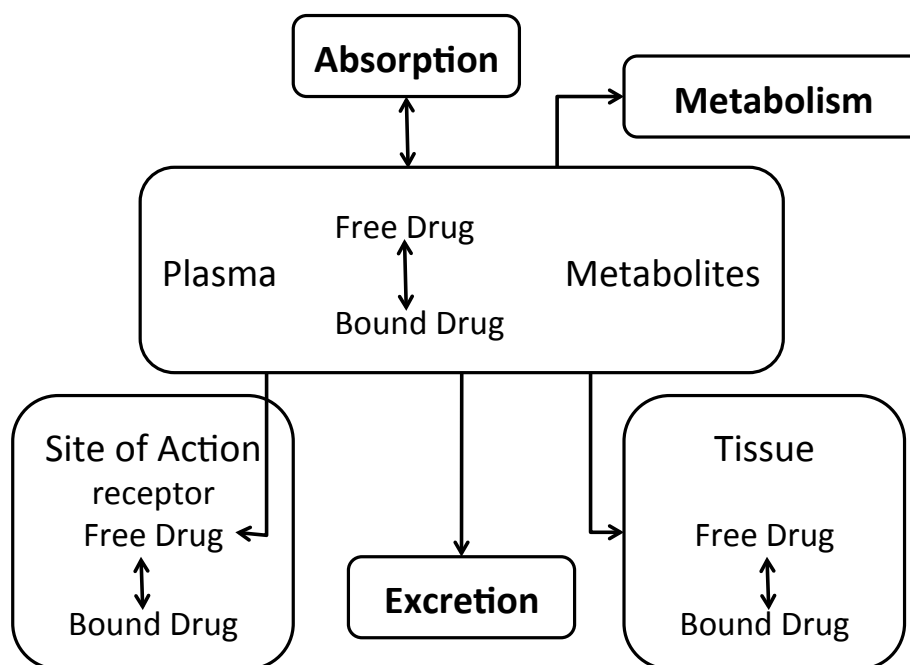 Absorption
Metabolism
Free Drug
Plasma
Metabolites
Bound Drug
Site of Action
receptor
Free Drug
Bound Drug
Excretion
Tissue
Free Drug
Bound Drug